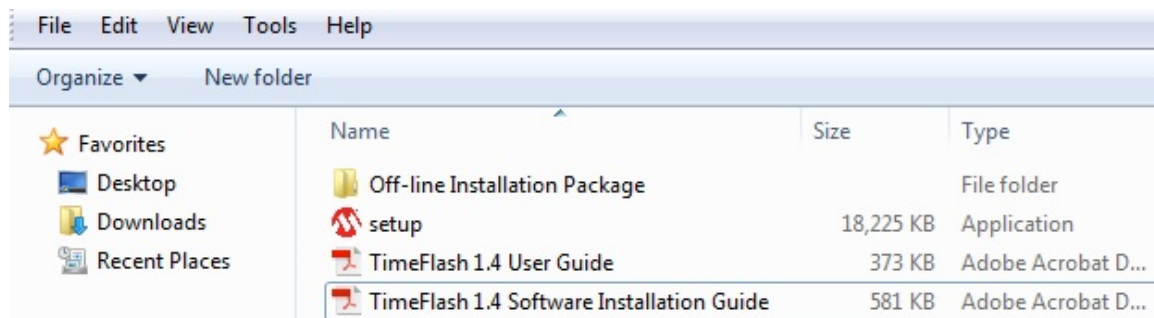 File Edit View Tools Help
Organize New folder
Favorites
Desktop
Downloads
Recent Places
Name Size Type
Off-line Installation Package File folder
setup 18,225 KB Application
TimeFlash 1.4 User Guide 373 KB Adobe Acrobat D...
TimeFlash 1.4 Software Installation Guide 581 KB Adobe Acrobat D...